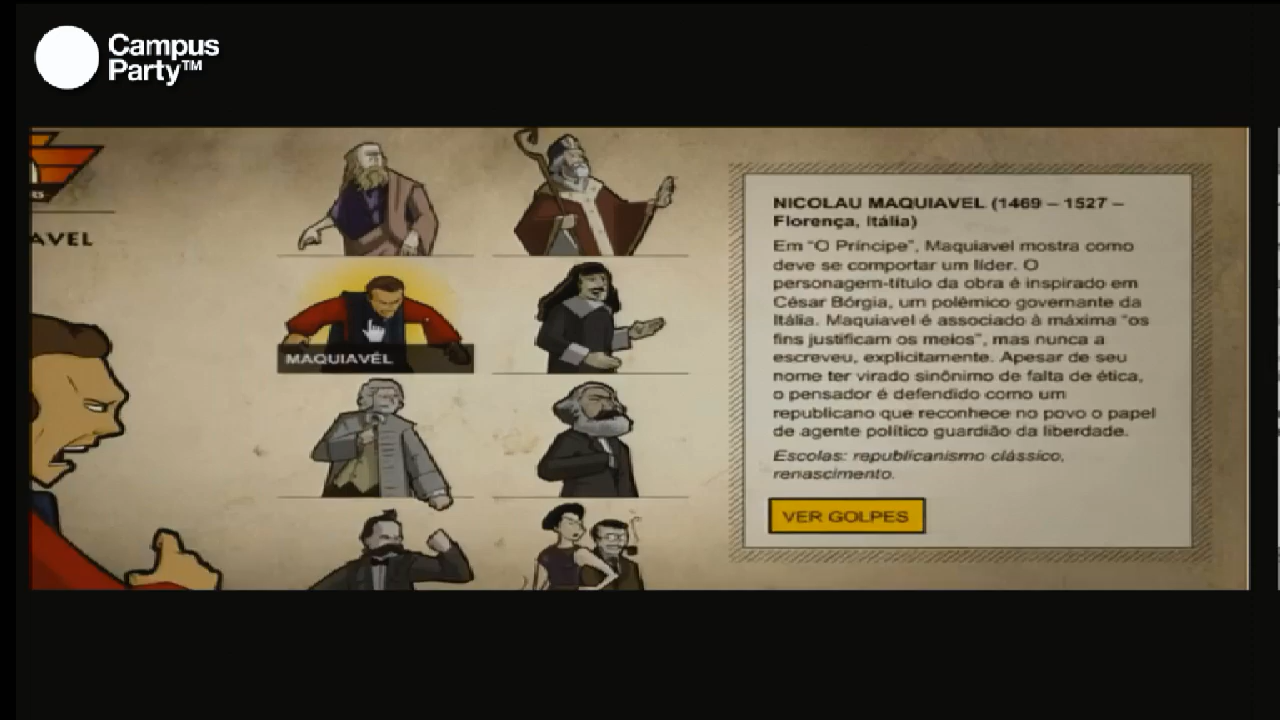 Campus
Party™
RS
AVEL
MAQUIAVEL
NICOLAU MAQUIAVEL (1469 – 1527 –
Florença, Itália)
Em “O Príncipe”, Maquiavel mostra como
deve se comportar um líder. O
personagem-título da obra é inspirado em
César Bórgia, um polêmico governante da
Itália. Maquiavel é associado à máxima “os
fins justificam os meios”, mas nunca a
escreveu, explicitamente. Apesar de seu
nome ter virado sinônimo de falta de ética,
o pensador é defendido como um
republicano que reconhece no povo o papel
de agente político guardião da liberdade.
Escolas: republicanismo clássico,
renascimento.
VER GOLPES